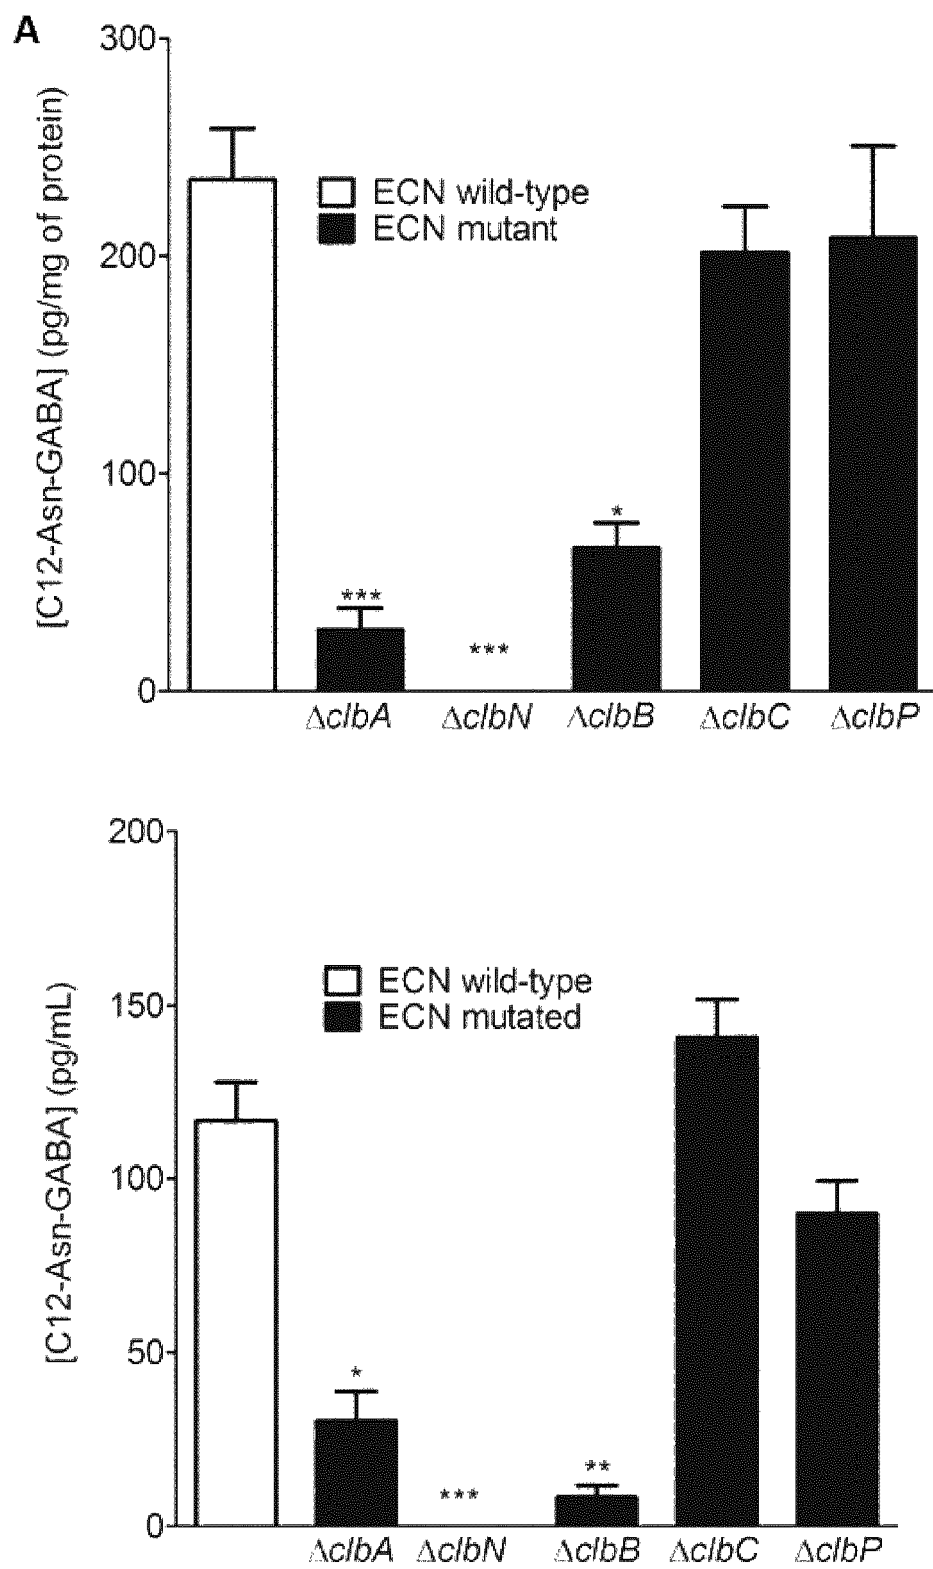 A
300
200
100
0
[C12-Asn-GABA] (pg/mg of protein)
ECN wild-type
ECN mutant
***
***
*
ΔclbA ΔclbN ΔclbB ΔclbC ΔclbP
200
150
100
50
0
[C12-Asn-GABA] (pg/mL)
ECN wild-type
ECN mutated
*
***
**
ΔclbA ΔclbN ΔclbB ΔclbC ΔclbP